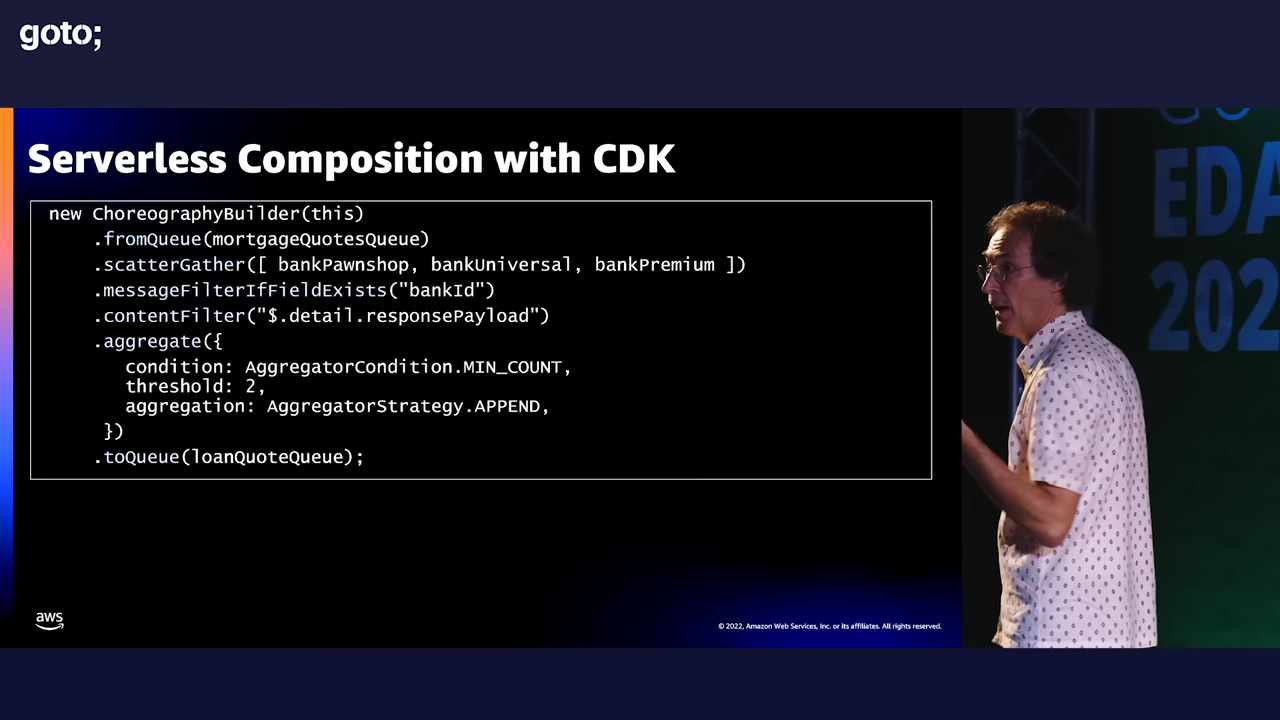 goto;
Serverless Composition with CDK
new ChoreographyBuilder(this)
.fromQueue(mortgageQuotesQueue)
.scatterGather([ bankPawnshop, bankUniversal, bankPremium ])
.messageFilterIfFieldExists("bankId")
.contentFilter("$.detail.responsePayload")
.aggregate({
condition: AggregatorCondition.MIN_COUNT,
threshold: 2,
aggregation: AggregatorStrategy.APPEND,
})
.toQueue(loanQuoteQueue);
aws
© 2022, Amazon Web Services, Inc. or its affiliates. All rights reserved.
EDA
202